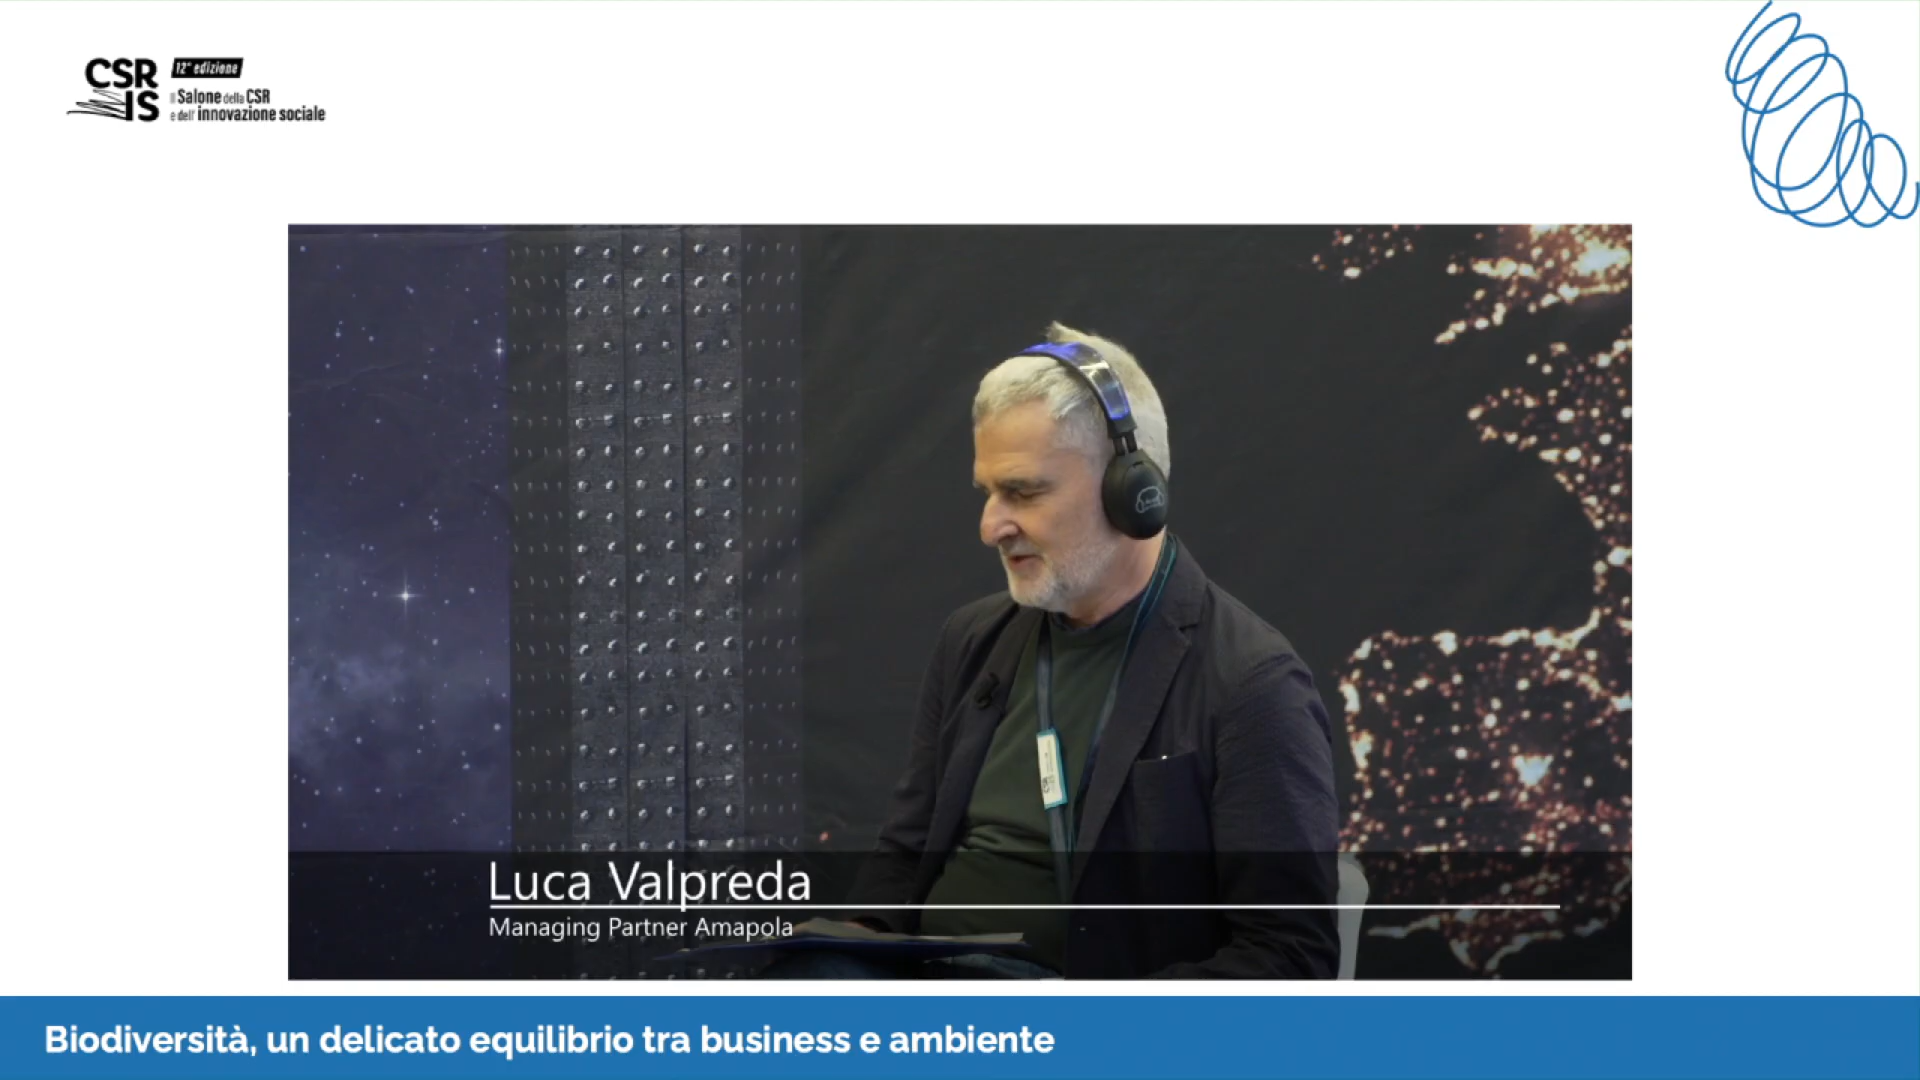 CSR
IS
12ª edizione
Il Salone della CSR
e dell'innovazione sociale
Luca Valpreda
Managing Partner Amapola
Biodiversità, un delicato equilibrio tra business e ambiente